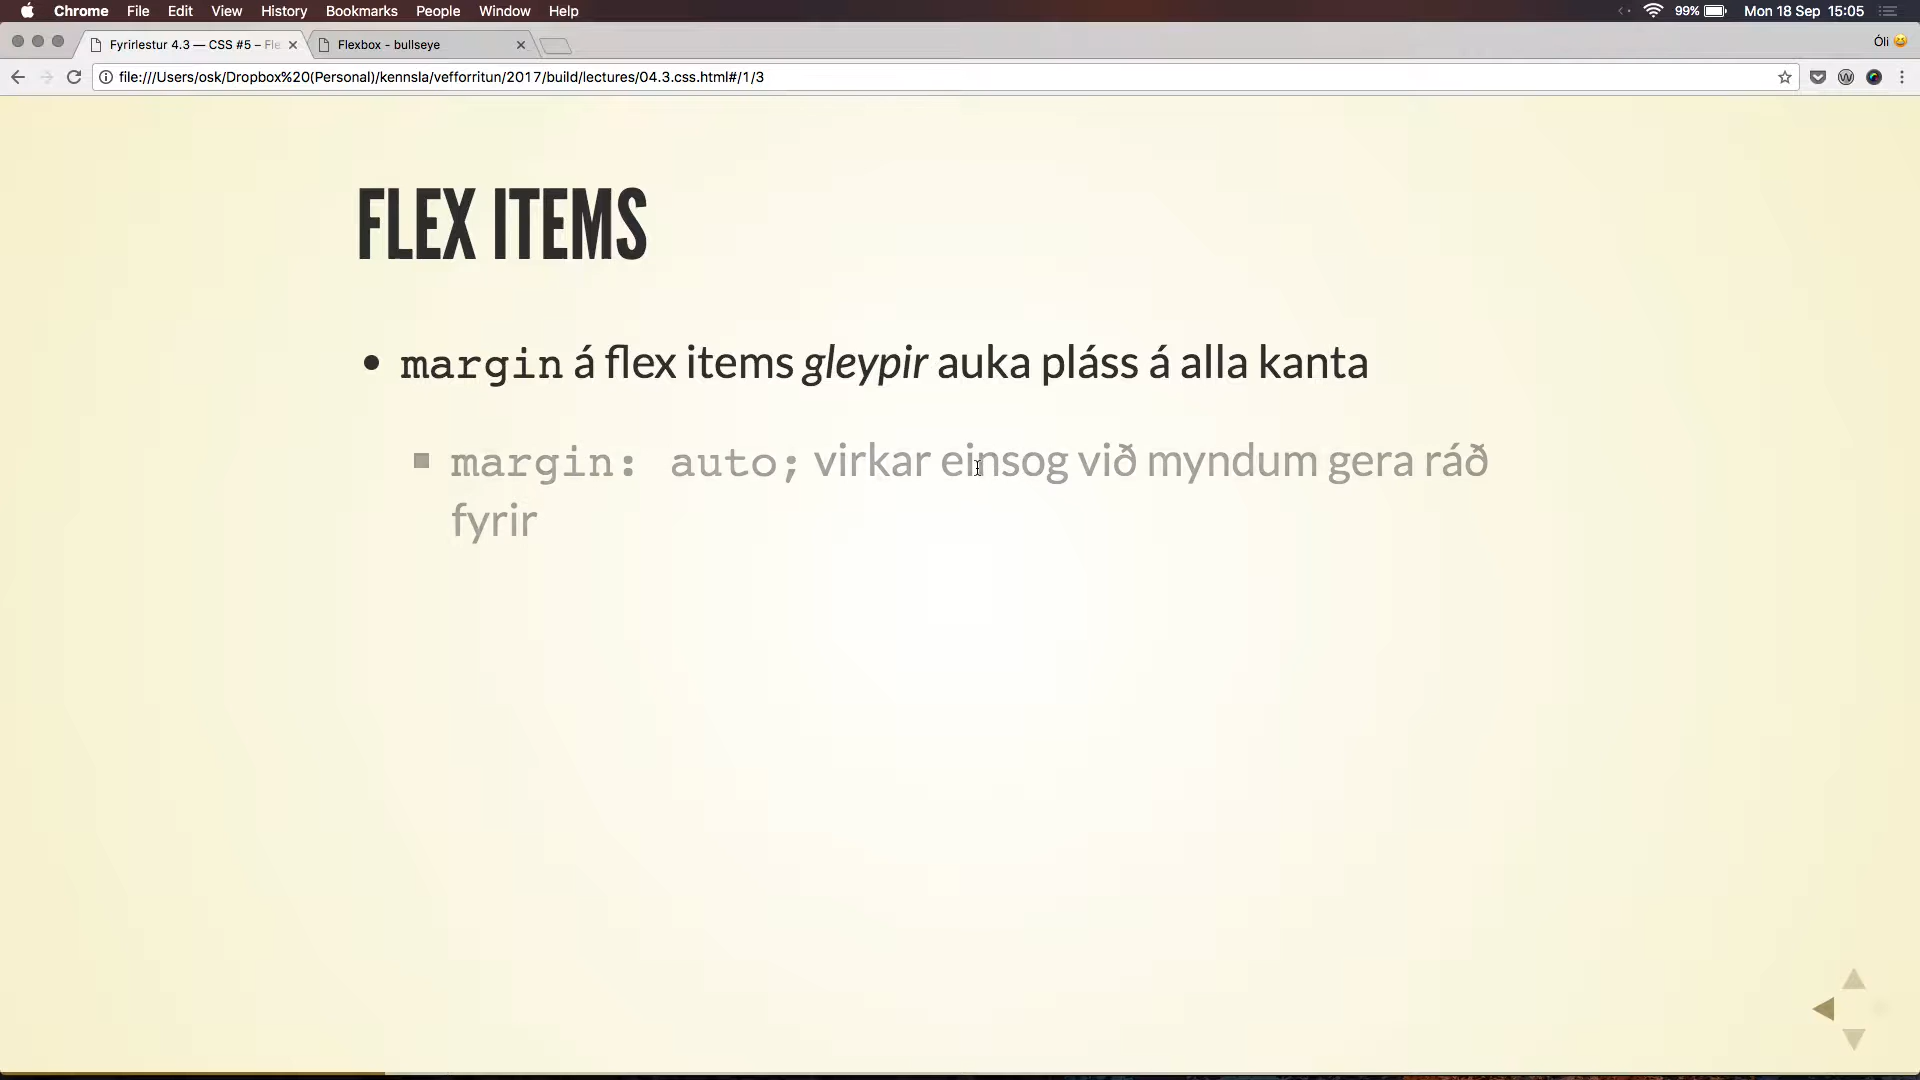 Chrome File Edit View History Bookmarks People Window Help 99% Mon 18 Sep 15:05
Fyrirlestur 4.3 — CSS #5 – Fle Flexbox - bullseye Óli
file:///Users/osk/Dropbox%20(Personal)/kennsla/vefforritun/2017/build/lectures/04.3.css.html#/1/3
FLEX ITEMS
margin á flex items gleypir auka pláss á alla kanta
margin: auto; virkar einsog við myndum gera ráð
fyrir